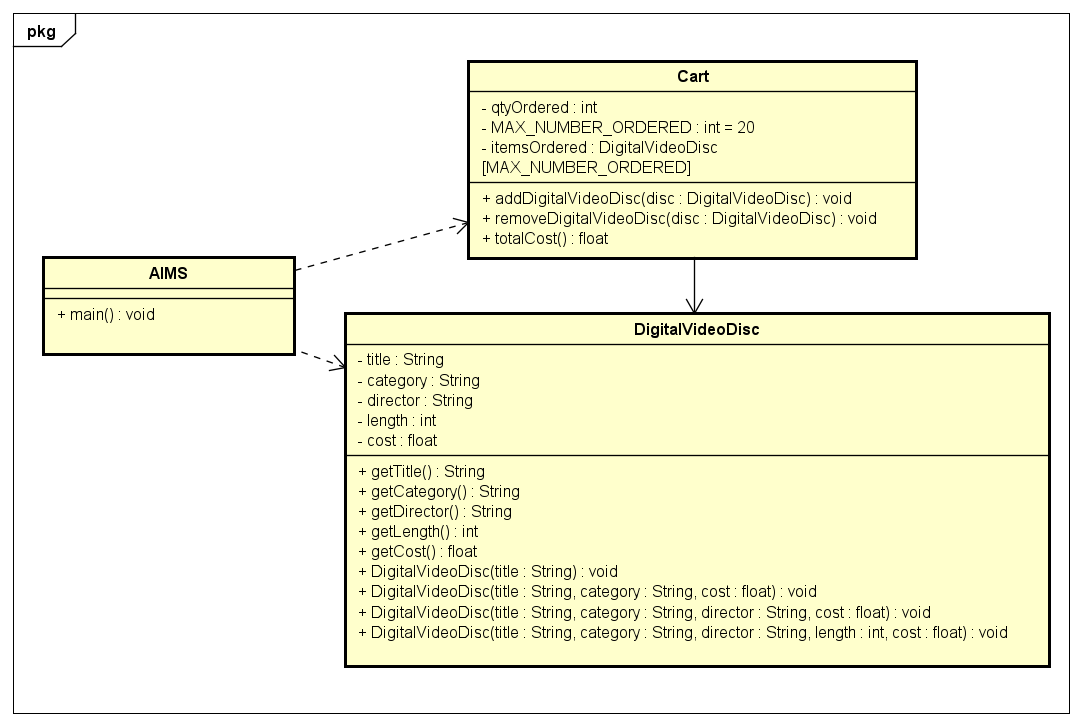 pkg
Cart
- qtyOrdered : int
- MAX_NUMBER_ORDERED : int = 20
- itemsOrdered : DigitalVideoDisc
[MAX_NUMBER_ORDERED]
+ addDigitalVideoDisc(disc : DigitalVideoDisc) : void
+ removeDigitalVideoDisc(disc : DigitalVideoDisc) : void
+ totalCost() : float
AIMS
+ main() : void
DigitalVideoDisc
- title : String
- category : String
- director : String
- length : int
- cost : float
+ getTitle() : String
+ getCategory() : String
+ getDirector() : String
+ getLength() : int
+ getCost() : float
+ DigitalVideoDisc(title : String) : void
+ DigitalVideoDisc(title : String, category : String, cost : float) : void
+ DigitalVideoDisc(title : String, category : String, director : String, cost : float) : void
+ DigitalVideoDisc(title : String, category : String, director : String, length : int, cost : float) : void